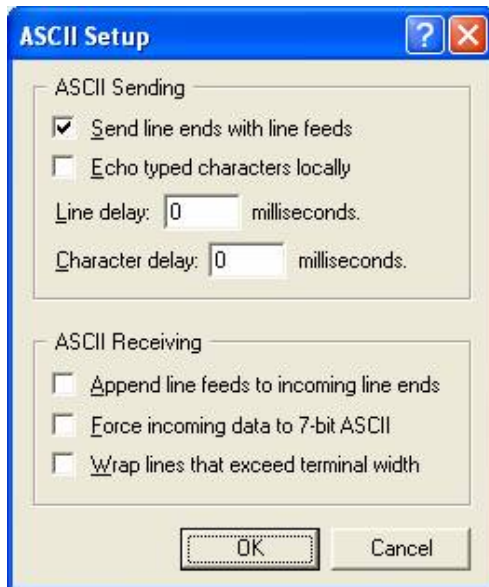 ASCII Setup ?
ASCII Sending
Send line ends with line feeds
Echo typed characters locally
Line delay: 0 milliseconds.
Character delay: 0 milliseconds.
ASCII Receiving
Append line feeds to incoming line ends
Force incoming data to 7-bit ASCII
Wrap lines that exceed terminal width
OK Cancel